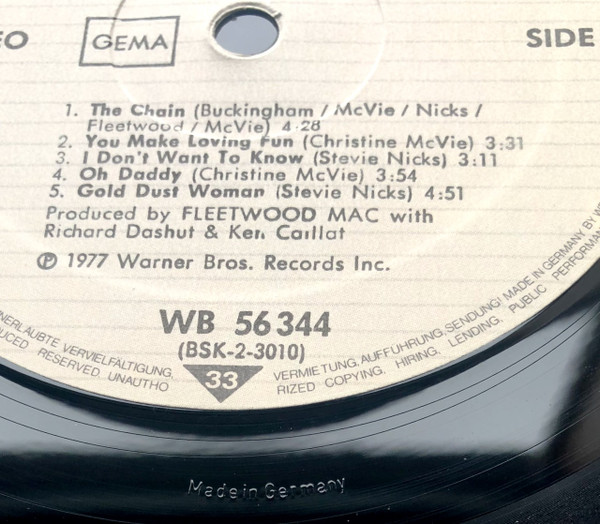 EO
GEMA
SIDE
1. The Chain (Buckingham / McVie / Nicks /
Fleetwood / McVie) 4·28
2. You Make Loving Fun (Christine McVie) 3:31
3. I Don't Want To Know (Stevie Nicks) 3:11
4. Oh Daddy (Christine McVie) 3:54
5. Gold Dust Woman (Stevie Nicks) 4:51
Produced by FLEETWOOD MAC with
Richard Dashut & Ken Caillat
℗ 1977 Warner Bros. Records Inc.
WB 56344
(BSK-2-3010)
33
NERLAUBTE VERVIELFÄLTIGUNG,
DUCED RESERVED. UNAUTHO
VERMIETUNG, AUFFÜHRUNG, SENDUNG! MADE IN GERMANY BY
RIZED COPYING, HIRING, LENDING, PUBLIC PERFORMAN
Made in Germany